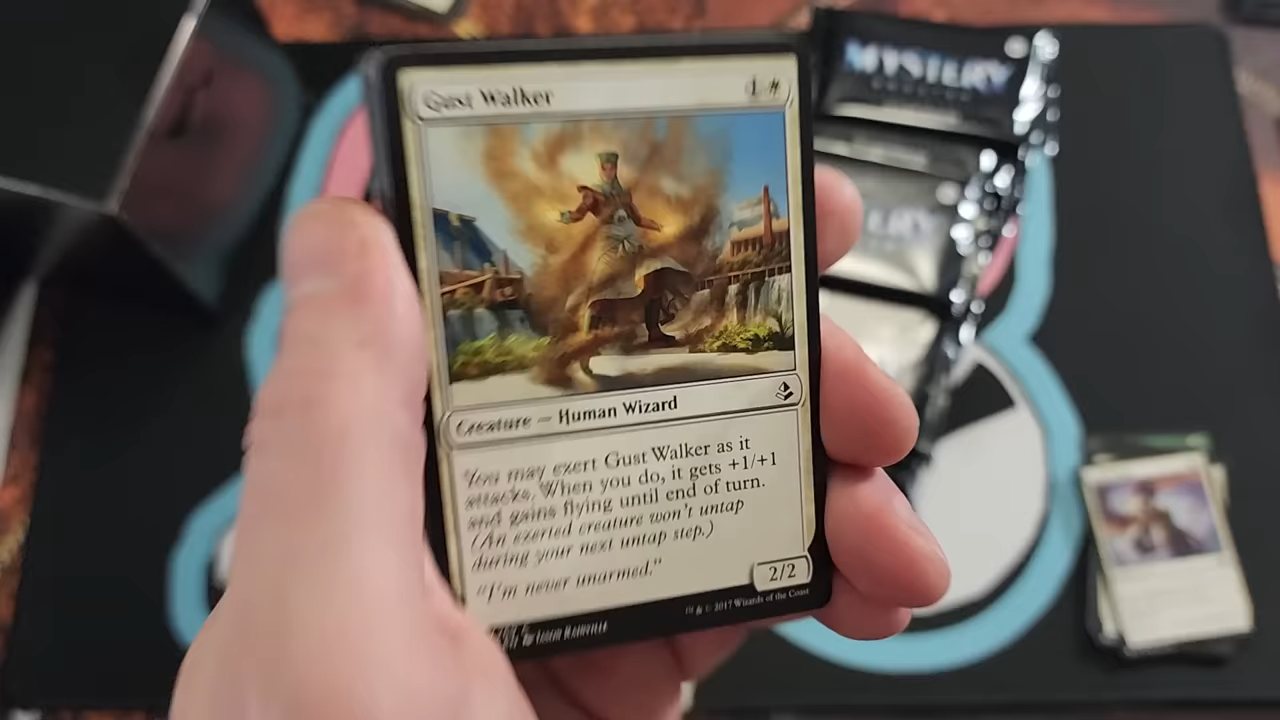 MYSTERY
Gust Walker
1
Creature — Human Wizard
You may exert Gust Walker as it
attacks. When you do, it gets +1/+1
and gains flying until end of turn.
(An exerted creature won't untap
during your next untap step.)
"I'm never unarmed."
2/2
™ & © 2017 Wizards of the Coast